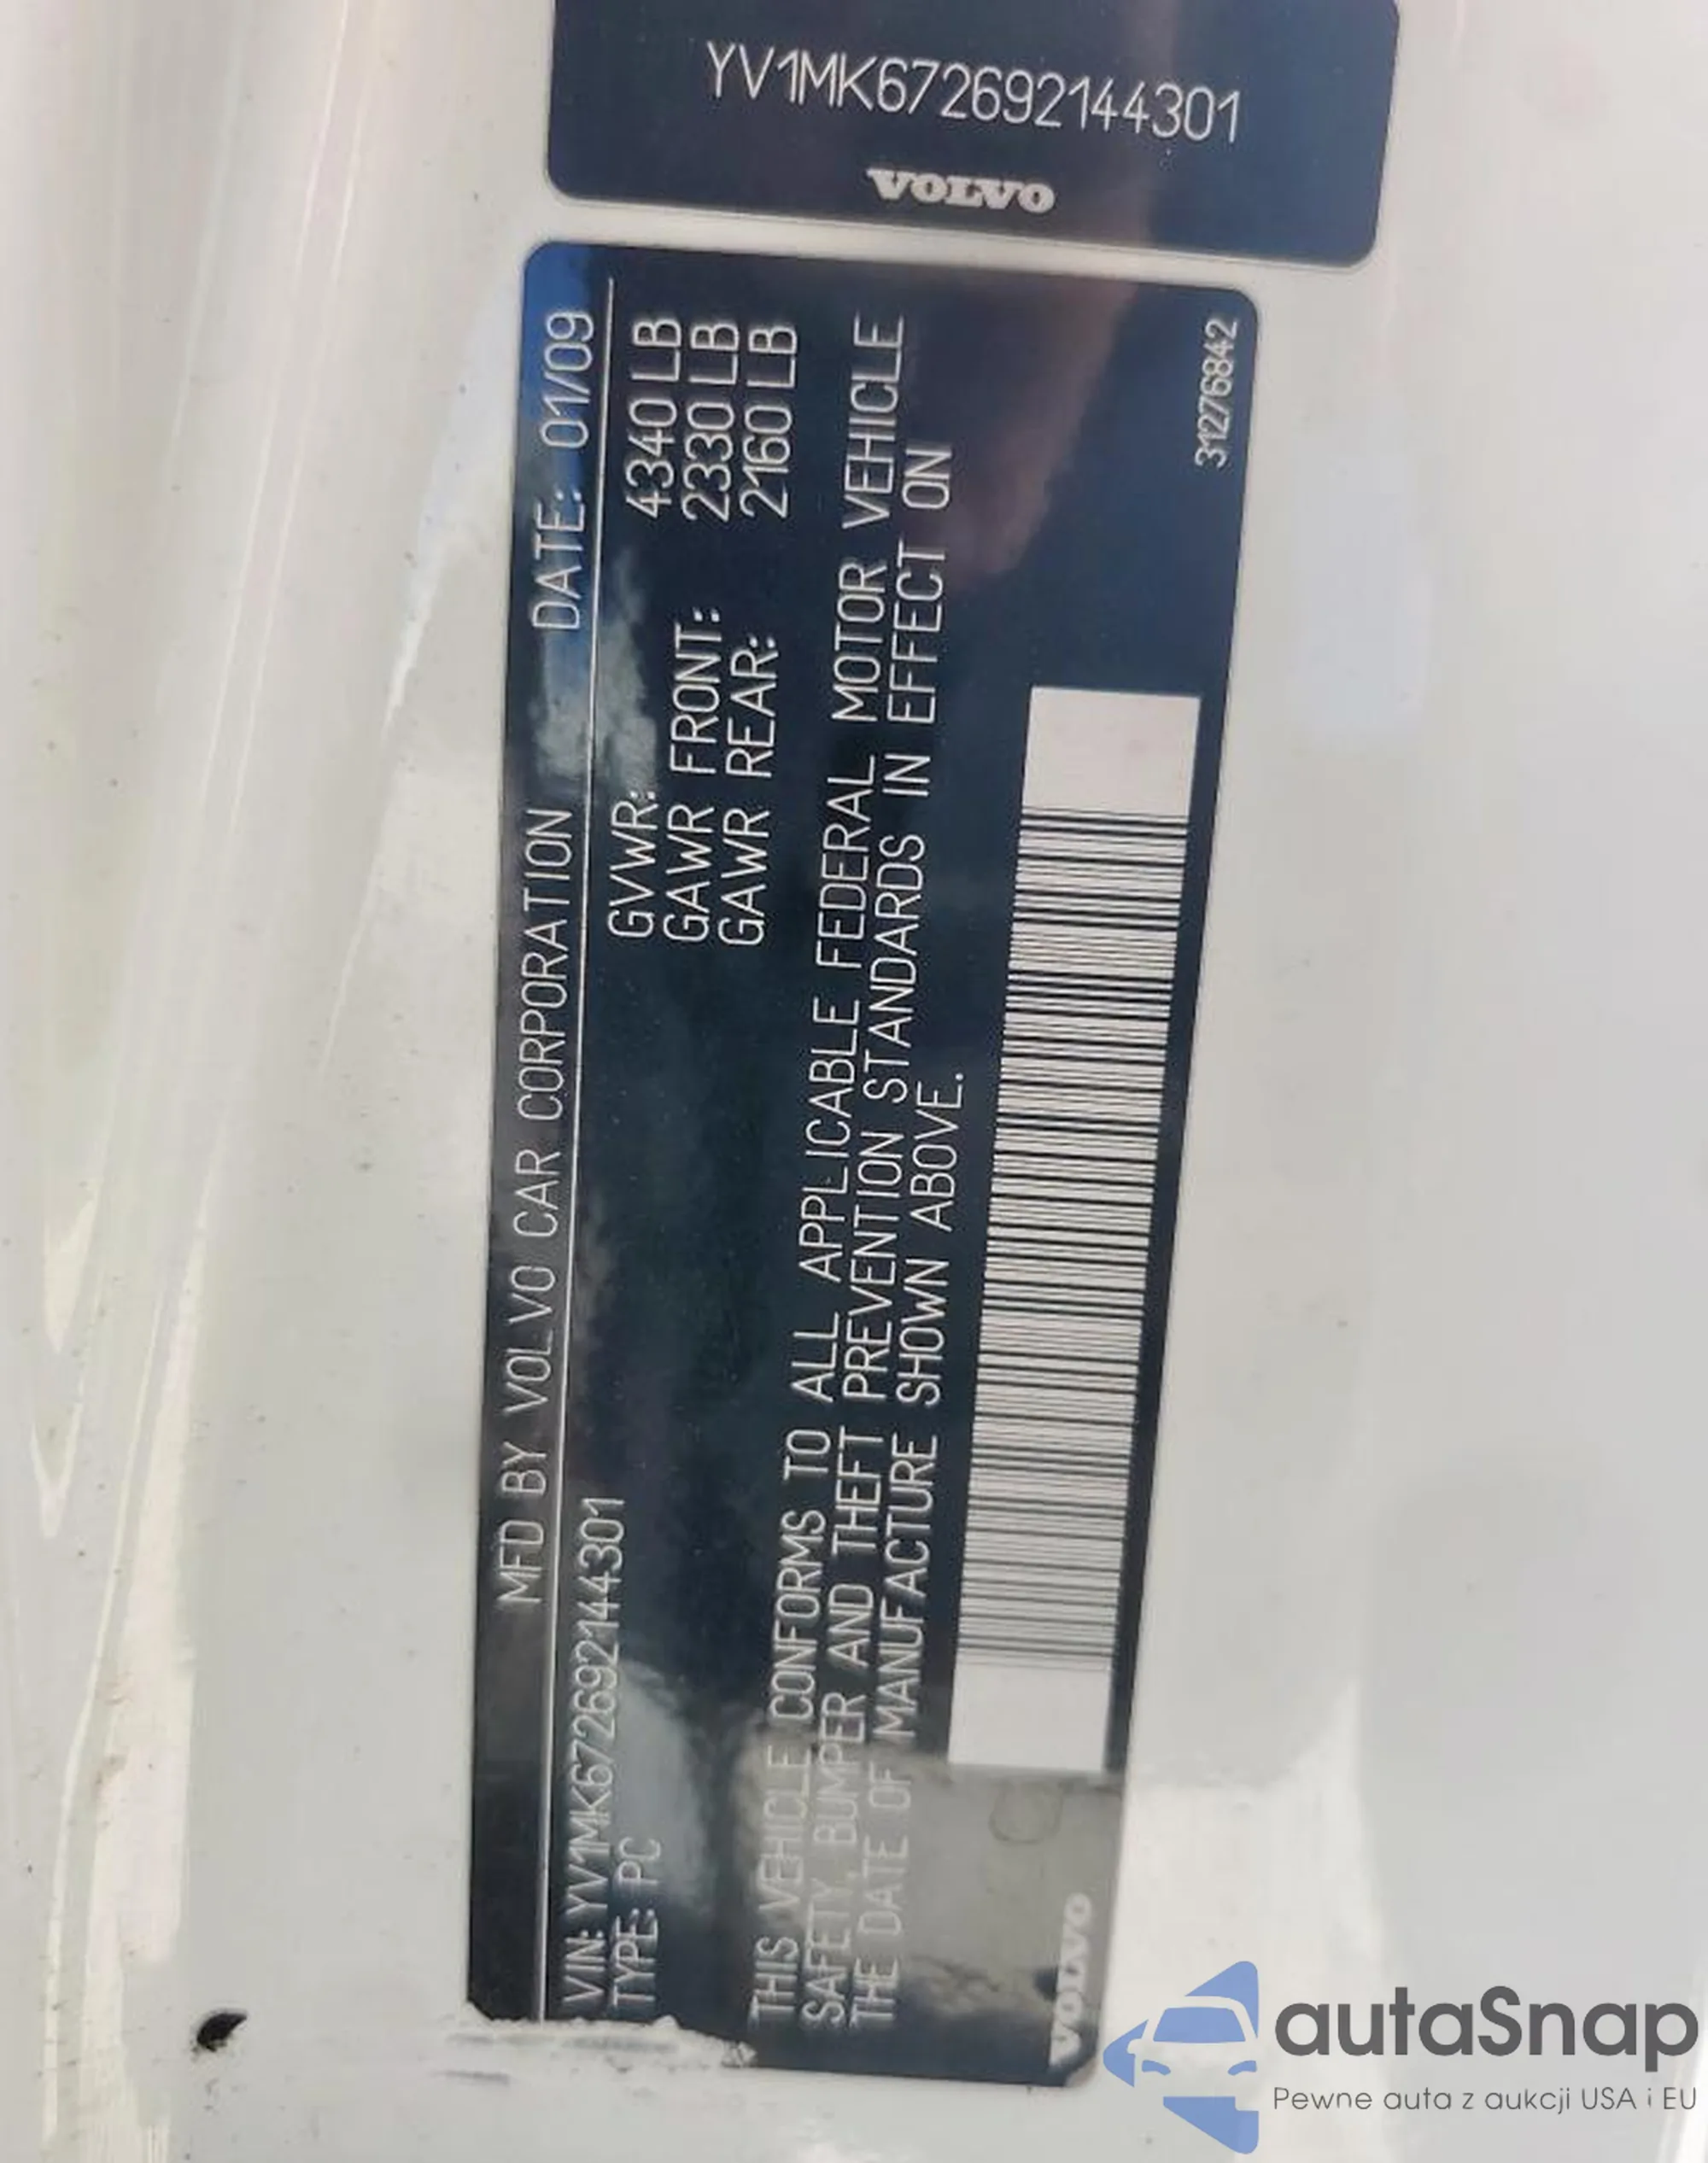 YV1MK672692144301
VOLVO
MFD BY VOLVO CAR CORPORATION DATE: 01/09
VIN: YV1MK672692144301
TYPE: PC
GVWR: 4340 LB
GAWR FRONT: 2330 LB
GAWR REAR: 2160 LB
THIS VEHICLE CONFORMS TO ALL APPLICABLE FEDERAL MOTOR VEHICLE
SAFETY, BUMPER AND THEFT PREVENTION STANDARDS IN EFFECT ON
THE DATE OF MANUFACTURE SHOWN ABOVE.
VOLVO
31276842
autaSnap
Pewne auta z aukcji USA i EU